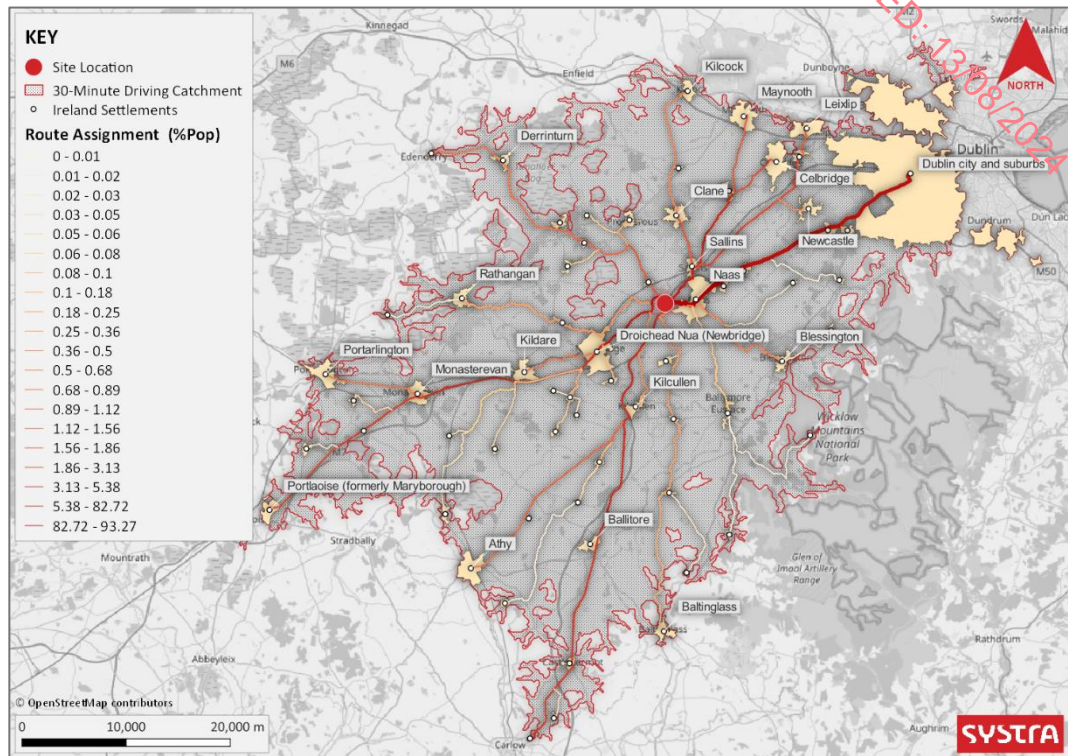 KEY
Site Location
30-Minute Driving Catchment
Ireland Settlements
Route Assignment (%Pop)
0 - 0.01
0.01 - 0.02
0.02 - 0.03
0.03 - 0.05
0.05 - 0.06
0.06 - 0.08
0.08 - 0.1
0.1 - 0.18
0.18 - 0.25
0.25 - 0.36
0.36 - 0.5
0.5 - 0.68
0.68 - 0.89
0.89 - 1.12
1.12 - 1.56
1.56 - 1.86
1.86 - 3.13
3.13 - 5.38
5.38 - 82.72
82.72 - 93.27
Kinnegad
M6
Enfield
Kilcock
Dunboyne
Swords
Malahid
NORTH
ED: 13/08/2024
Maynooth
Leixlip
Derrinturn
Edenderry
Dublin
Dublin city and suburbs
Celbridge
Clane
Dún Lao
Dundrum
Newcastle
Sallins
M50
Rathangan
Naas
Droichead Nua (Newbridge)
Blessington
Kildare
Portarlington
Monasterevan
Kilcullen
Wicklow
Mountains
National
Park
Portlaoise (formerly Maryborough)
Ballitore
Stradbally
Mountrath
Athy
Glen of
Imaal Artillery
Range
Baltinglass
Rathdrum
Abbeyleix
© OpenStreetMap contributors
0
10,000
20,000 m
Carlow
Aughrim
SYSTRA